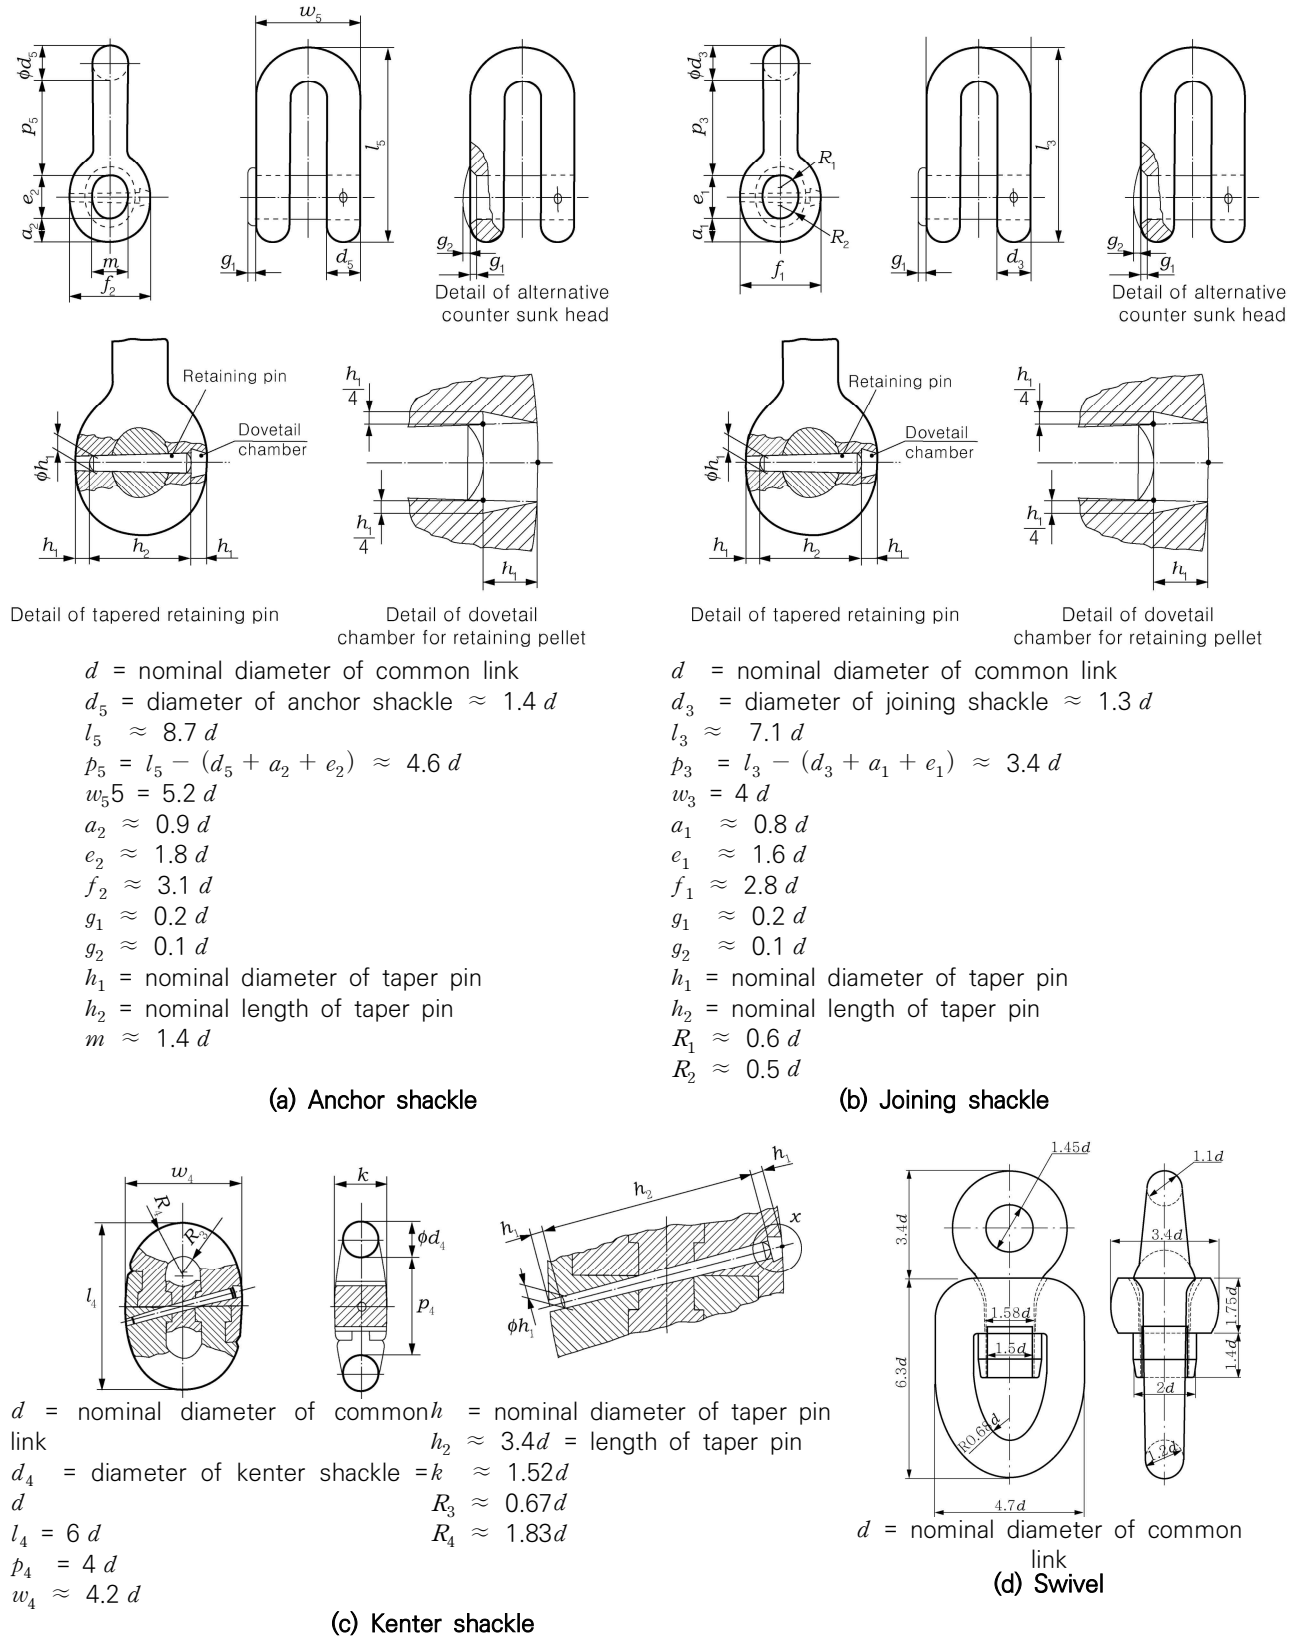 w5
ϕd5
p5
e2
a2
m
f2
l5
g1
d5
g2
g1
Detail of alternative
counter sunk head
ϕd3
p3
e1
a1
R1
R2
f1
l3
g1
d3
g2
g1
Detail of alternative
counter sunk head
Retaining pin
Dovetail
chamber
ϕh1
h1
h2
h1
h1
4
h1
4
h1
Detail of tapered retaining pin
Detail of dovetail
chamber for retaining pellet
Retaining pin
Dovetail
chamber
ϕh1
h1
h2
h1
h1
4
h1
4
h1
Detail of tapered retaining pin
Detail of dovetail
chamber for retaining pellet
d = nominal diameter of common link
d5 = diameter of anchor shackle ≈ 1.4 d
l5 ≈ 8.7 d
p5 = l5 − (d5 + a2 + e2) ≈ 4.6 d
w55 = 5.2 d
a2 ≈ 0.9 d
e2 ≈ 1.8 d
f2 ≈ 3.1 d
g1 ≈ 0.2 d
g2 ≈ 0.1 d
h1 = nominal diameter of taper pin
h2 = nominal length of taper pin
m ≈ 1.4 d
(a) Anchor shackle
d = nominal diameter of common link
d3 = diameter of joining shackle ≈ 1.3 d
l3 ≈ 7.1 d
p3 = l3 − (d3 + a1 + e1) ≈ 3.4 d
w3 = 4 d
a1 ≈ 0.8 d
e1 ≈ 1.6 d
f1 ≈ 2.8 d
g1 ≈ 0.2 d
g2 ≈ 0.1 d
h1 = nominal diameter of taper pin
h2 = nominal length of taper pin
R1 ≈ 0.6 d
R2 ≈ 0.5 d
(b) Joining shackle
w4
R4
R3
l4
k
ϕd4
p4
h1
h2
h1
x
ϕh1
d = nominal diameter of common
link
d4 = diameter of kenter shackle =
d
l4 = 6 d
p4 = 4 d
w4 ≈ 4.2 d
h = nominal diameter of taper pin
h2 ≈ 3.4d = length of taper pin
k ≈ 1.52d
R3 ≈ 0.67d
R4 ≈ 1.83d
(c) Kenter shackle
1.45d
3.4d
1.58d
1.5d
6.3d
R0.68d
4.7d
1.1d
3.4d
1.75d
1.4d
2d
1.2d
d = nominal diameter of common
link
(d) Swivel